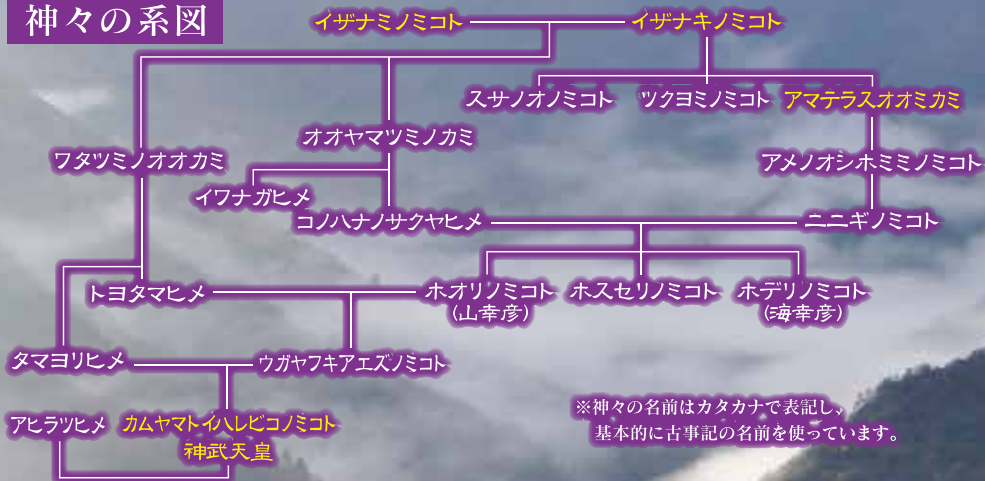 神々の系図
イザナミノミコト イザナキノミコト
スサノオノミコト ツクヨミノミコト アマテラスオオミカミ
オオヤマツミノカミ
ワタツミノオオカミ アメノオシホミミノミコト
イワナガヒメ
コノハナノサクヤヒメ ニニギノミコト
トヨタマヒメ ホオリノミコト ホスセリノミコト ホデリノミコト
(山幸彦) (海幸彦)
タマヨリヒメ ウガヤフキアエズノミコト
アヒラツヒメ カムヤマトイハレビコノミコト
神武天皇
※神々の名前はカタカナで表記し、
基本的に古事記の名前を使っています。